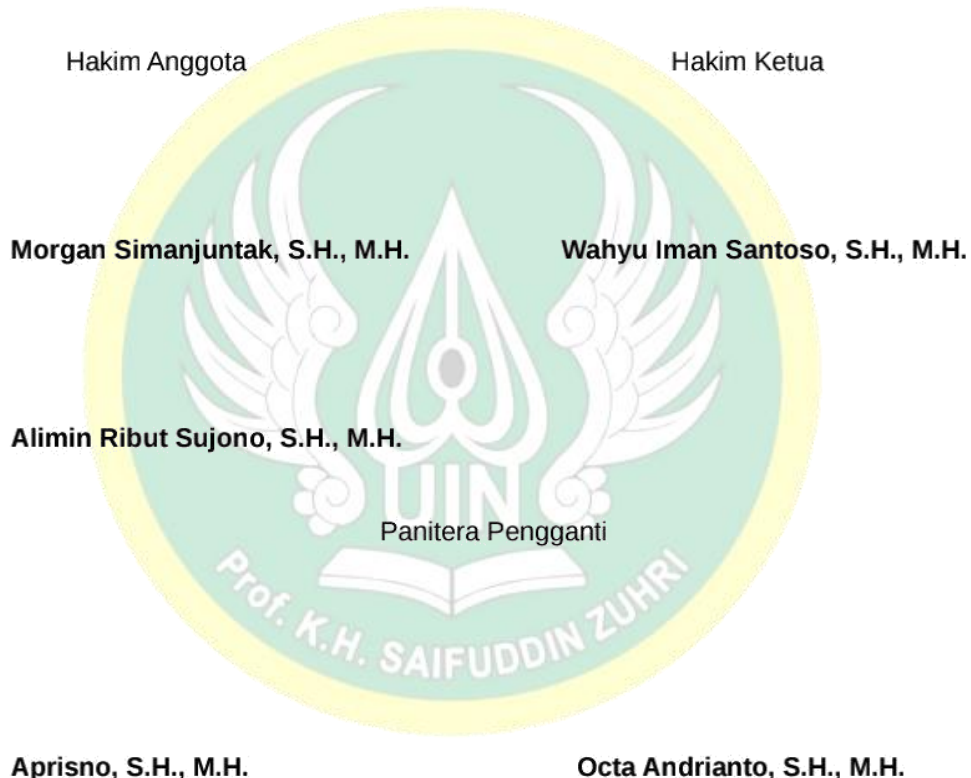 Hakim Anggota Hakim Ketua
Morgan Simanjuntak, S.H., M.H. Wahyu Iman Santoso, S.H., M.H.
Alimin Ribut Sujono, S.H., M.H.
UIN
Panitera Pengganti
Prof. K.H. SAIFUDDIN ZUHRI
Aprisno, S.H., M.H. Octa Andrianto, S.H., M.H.